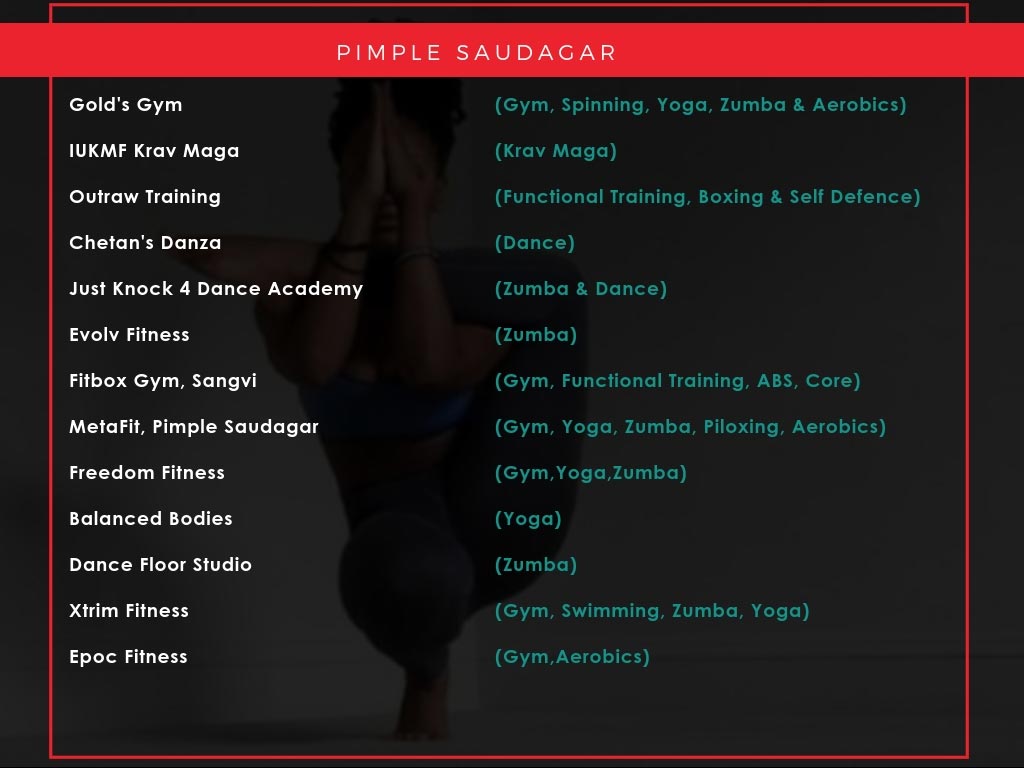 PIMPLE SAUDAGAR
Gold's Gym (Gym, Spinning, Yoga, Zumba & Aerobics)
IUKMF Krav Maga (Krav Maga)
Outraw Training (Functional Training, Boxing & Self Defence)
Chetan's Danza (Dance)
Just Knock 4 Dance Academy (Zumba & Dance)
Evolv Fitness (Zumba)
Fitbox Gym, Sangvi (Gym, Functional Training, ABS, Core)
MetaFit, Pimple Saudagar (Gym, Yoga, Zumba, Piloxing, Aerobics)
Freedom Fitness (Gym,Yoga,Zumba)
Balanced Bodies (Yoga)
Dance Floor Studio (Zumba)
Xtrim Fitness (Gym, Swimming, Zumba, Yoga)
Epoc Fitness (Gym,Aerobics)